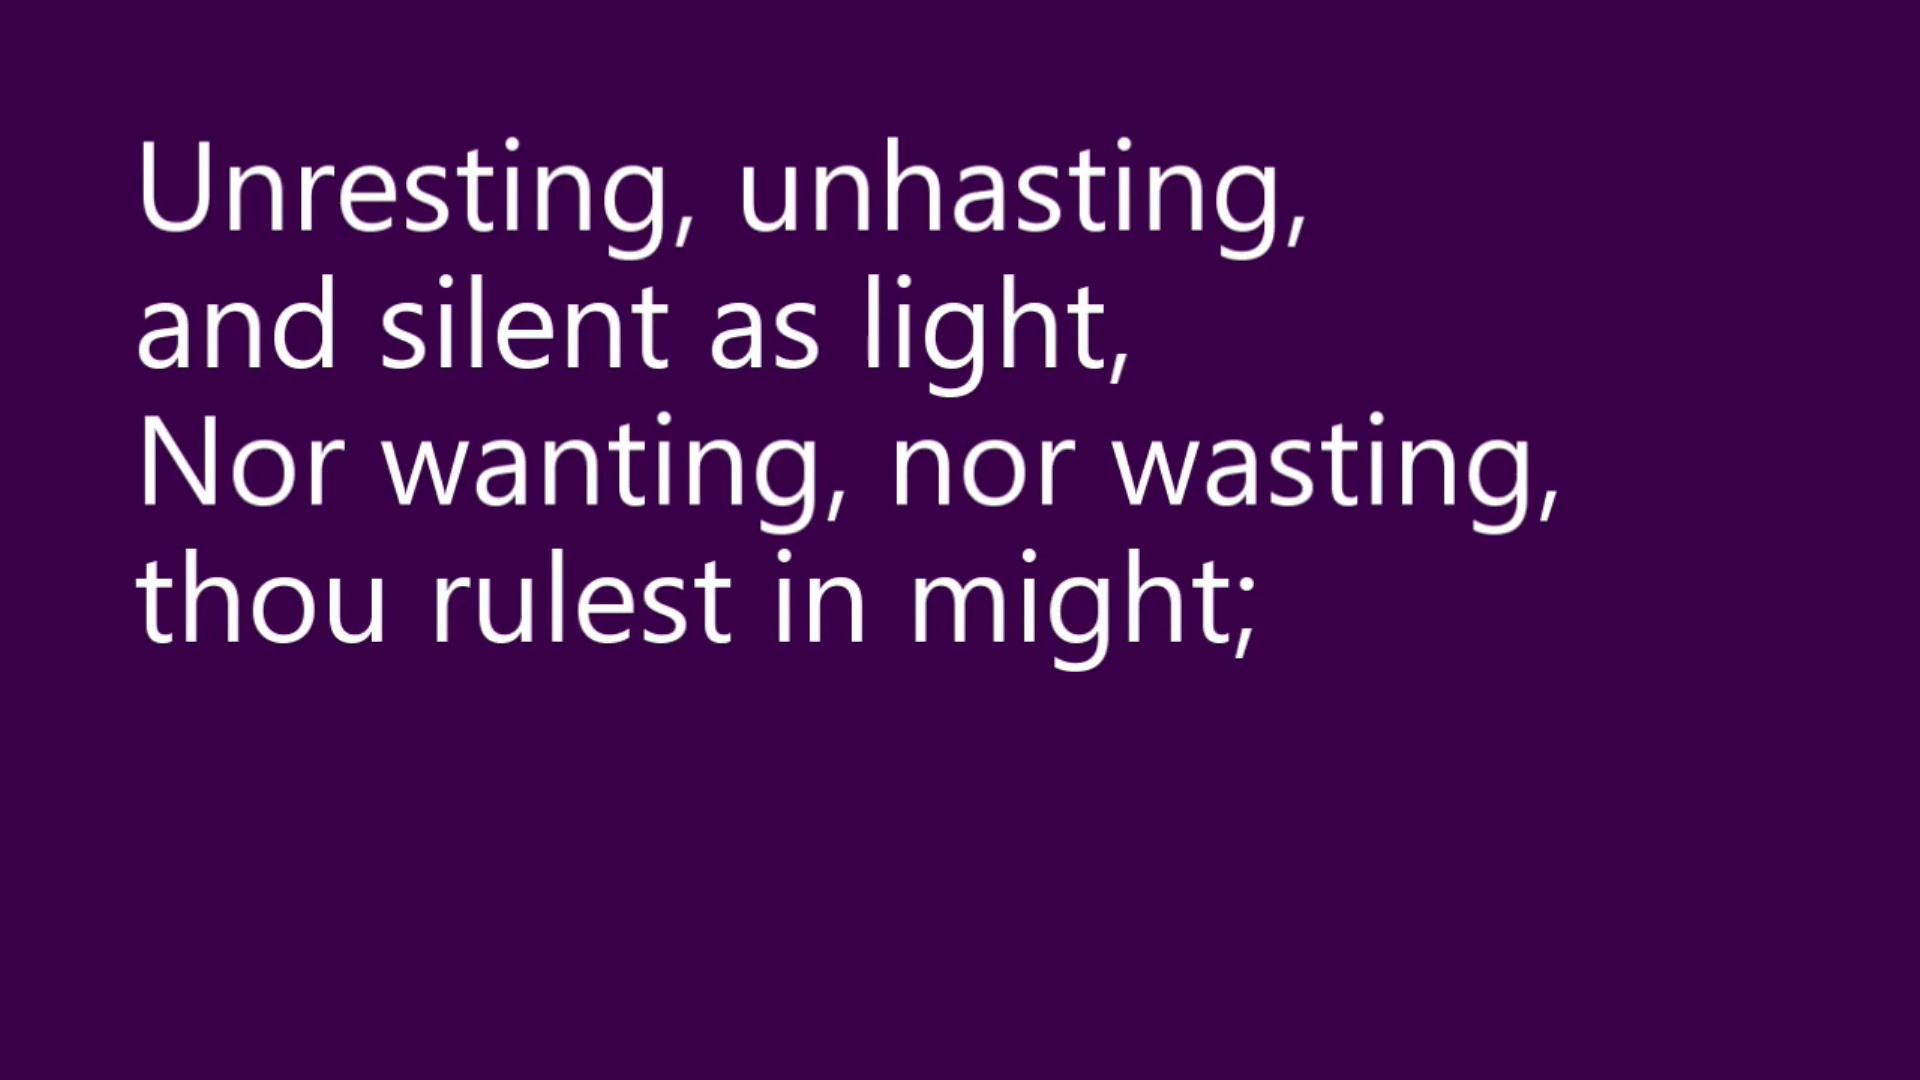 Unresting, unhasting,
and silent as light,
Nor wanting, nor wasting,
thou rulest in might;